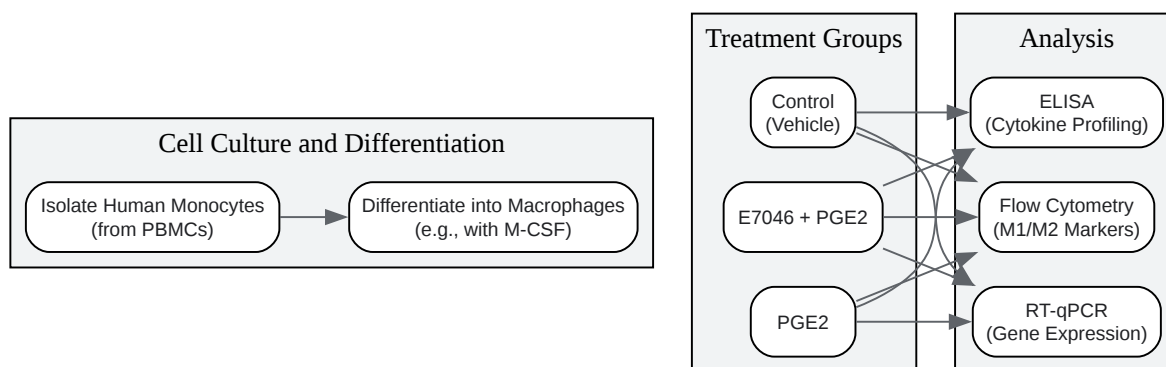 Cell Culture and Differentiation
Isolate Human Monocytes
(from PBMCs)
Differentiate into Macrophages
(e.g., with M-CSF)
Treatment Groups
Control
(Vehicle)
E7046 + PGE2
PGE2
Analysis
ELISA
(Cytokine Profiling)
Flow Cytometry
(M1/M2 Markers)
RT-qPCR
(Gene Expression)